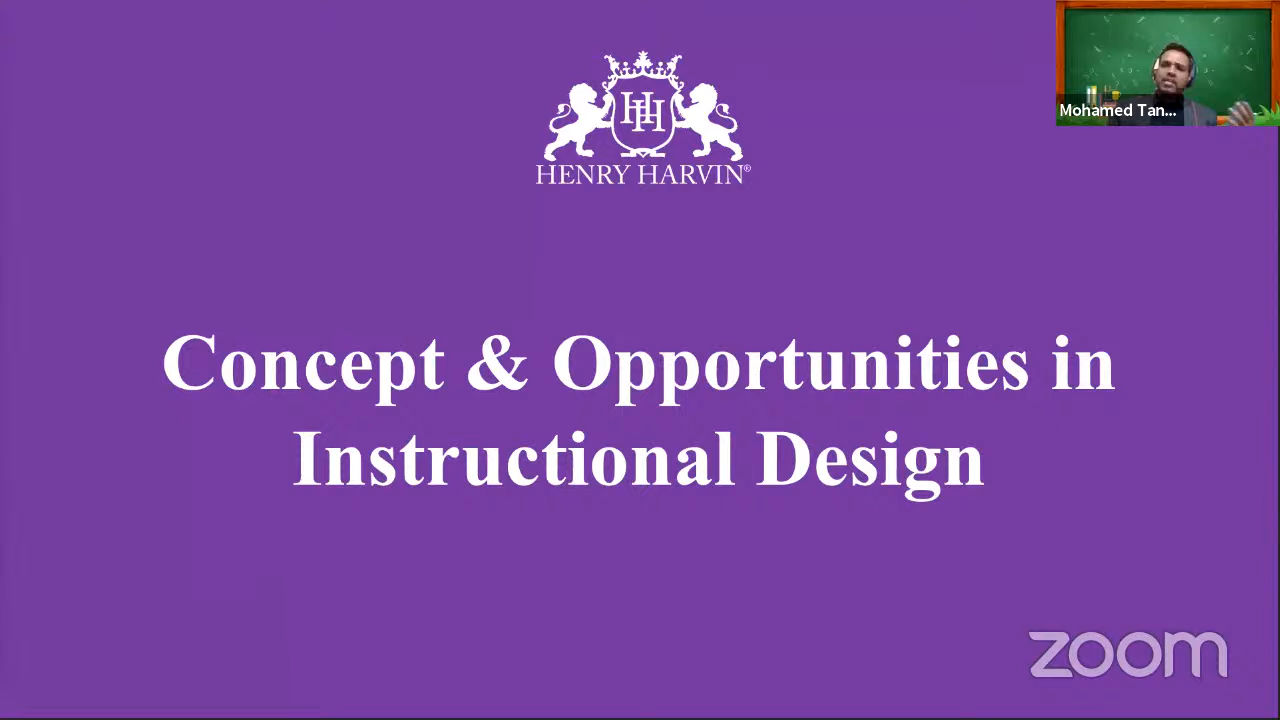 HH
HENRY HARVIN®
Mohamed Tan...
Concept & Opportunities in
Instructional Design
zoom